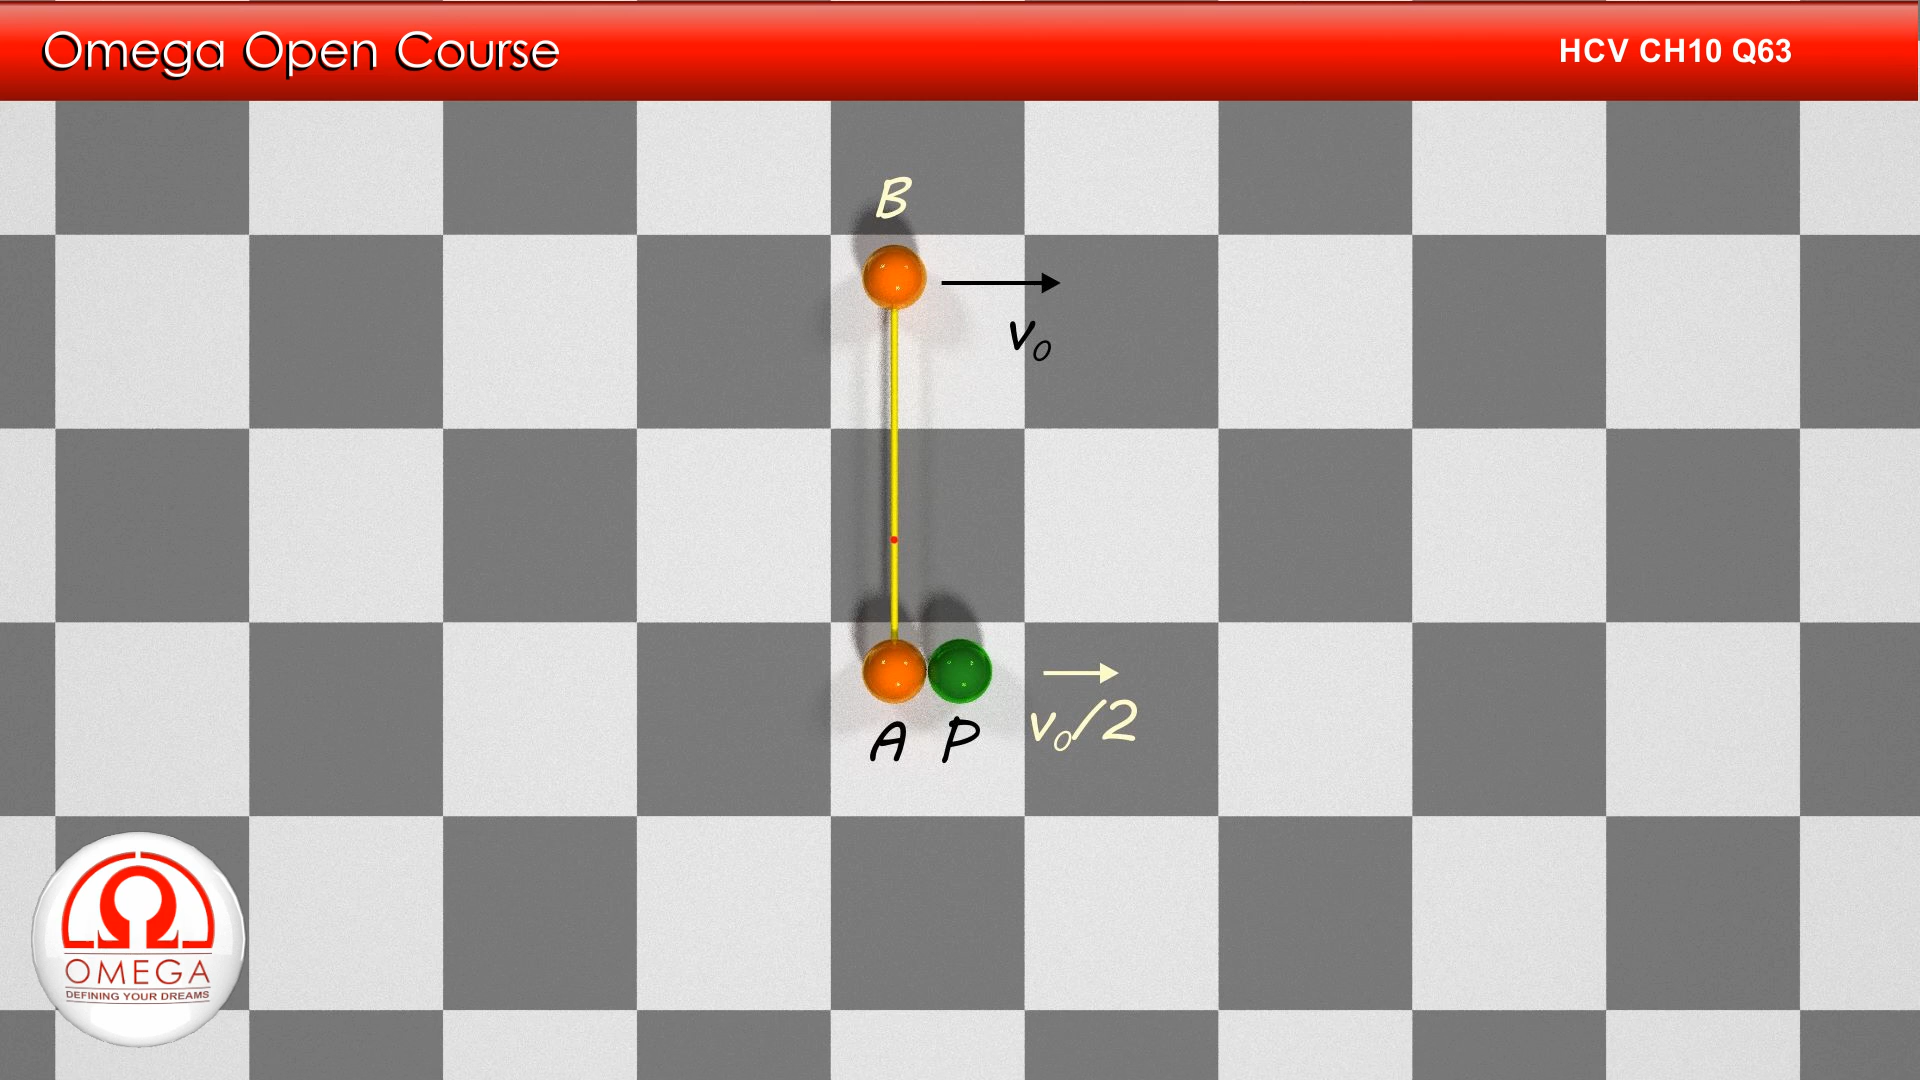 Omega Open Course
HCV CH10 Q63
B
v₀
A P
v₀/2
Ω
OMEGA
DEFINING YOUR DREAMS